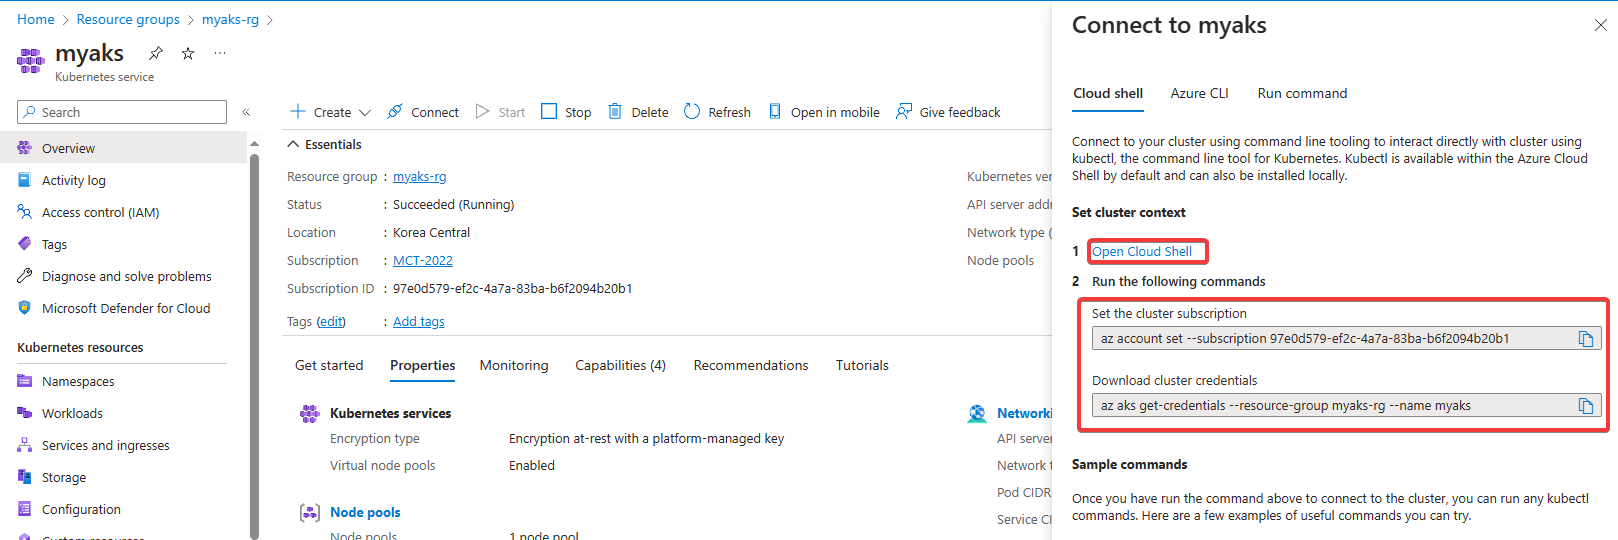 Home > Resource groups > myaks-rg >
myaks
Kubernetes service
Search
Overview
Activity log
Access control (IAM)
Tags
Diagnose and solve problems
Microsoft Defender for Cloud
Kubernetes resources
Namespaces
Workloads
Services and ingresses
Storage
Configuration
Custom resources
Create
Connect
Start
Stop
Delete
Refresh
Open in mobile
Give feedback
Essentials
Resource group : myaks-rg
Status : Succeeded (Running)
Location : Korea Central
Subscription : MCT-2022
Subscription ID : 97e0d579-ef2c-4a7a-83ba-b6f2094b20b1
Tags (edit) : Add tags
Kubernetes ver
API server addr
Network type (
Node pools
Get started
Properties
Monitoring
Capabilities (4)
Recommendations
Tutorials
Kubernetes services
Encryption type Encryption at-rest with a platform-managed key
Virtual node pools Enabled
Node pools
Node pools 1 node pool
Networki
API server
Network t
Pod CIDR
Service CI
Connect to myaks
Cloud shell
Azure CLI
Run command
Connect to your cluster using command line tooling to interact directly with cluster using
kubectl, the command line tool for Kubernetes. Kubectl is available within the Azure Cloud
Shell by default and can also be installed locally.
Set cluster context
1 Open Cloud Shell
2 Run the following commands
Set the cluster subscription
az account set --subscription 97e0d579-ef2c-4a7a-83ba-b6f2094b20b1
Download cluster credentials
az aks get-credentials --resource-group myaks-rg --name myaks
Sample commands
Once you have run the command above to connect to the cluster, you can run any kubectl
commands. Here are a few examples of useful commands you can try.